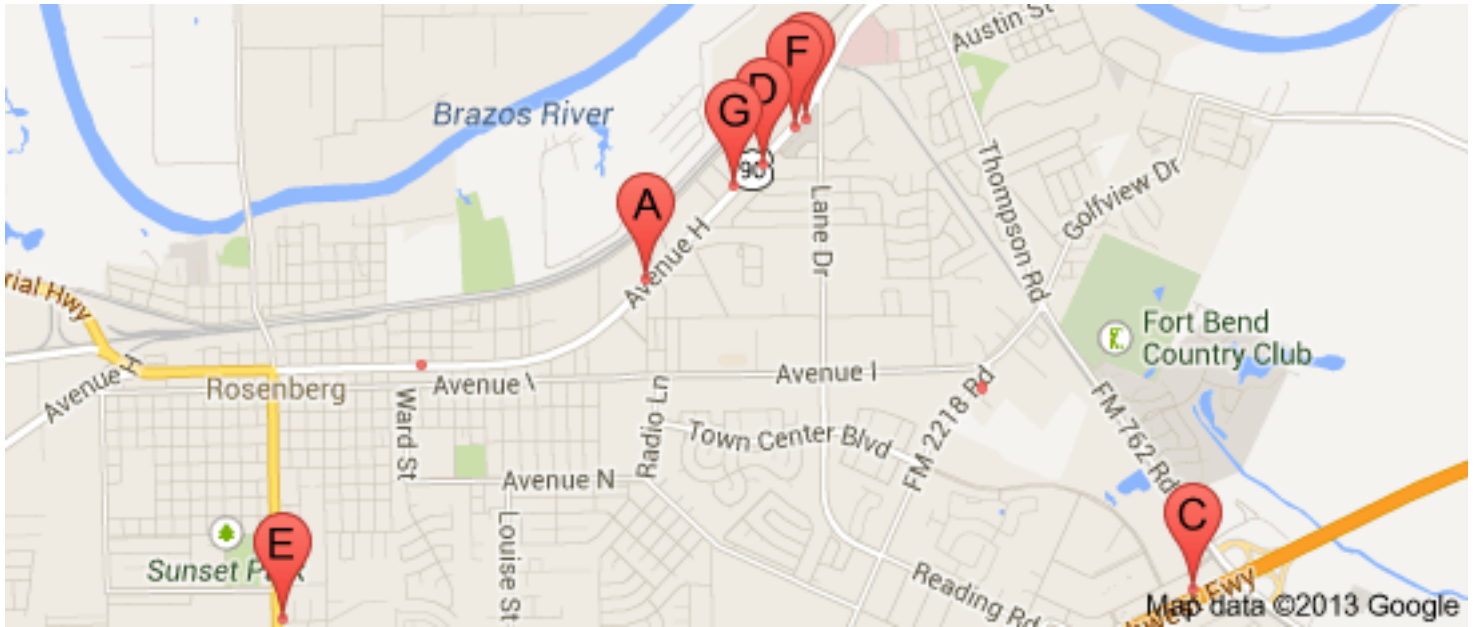 Austin St
F
D
G
Brazos River
90
Thompson Rd
Golfview Dr
A
Lane Dr
Avenue H
rial Hwy
Fort Bend
Country Club
Avenue H
Rosenberg
Avenue I
Avenue I
Ward St
Radio Ln
FM 2218 Rd
FM 762 Rd
Town Center Blvd
Avenue N
Louise St
C
E
Sunset P
Reading Rd
Fwy
Map data ©2013 Google